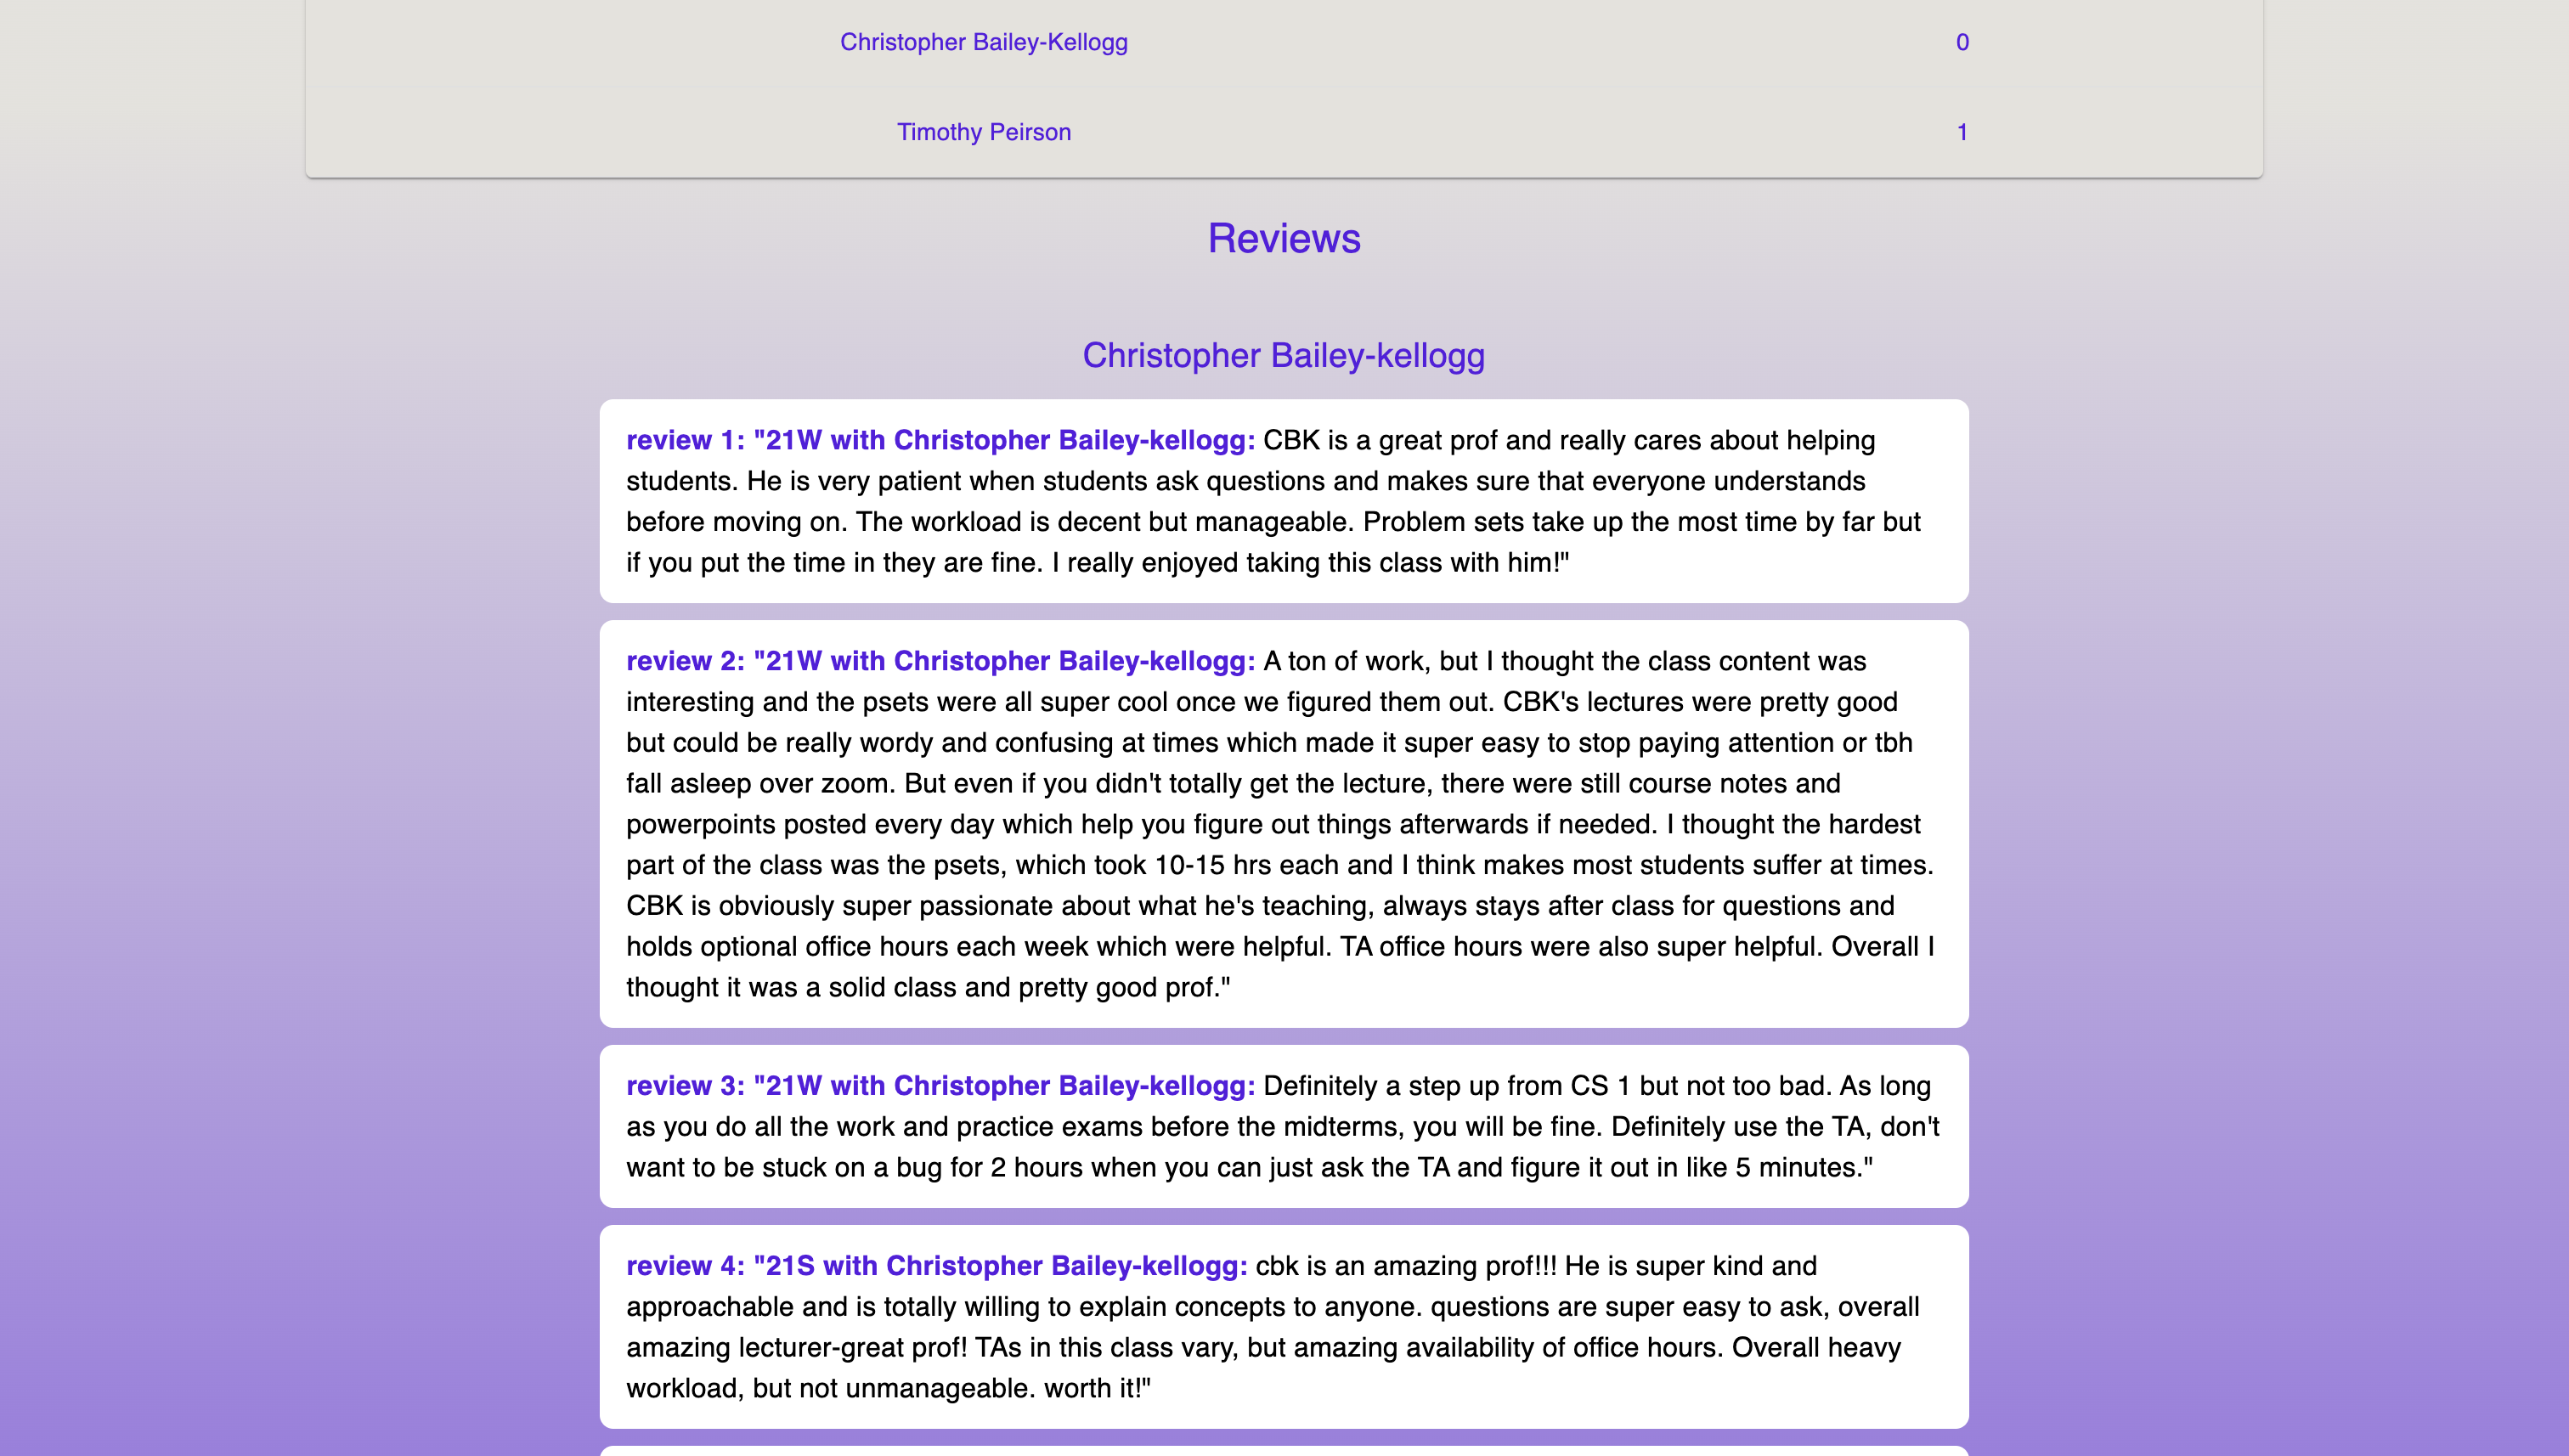 Christopher Bailey-Kellogg 0
Timothy Peirson 1
Reviews
Christopher Bailey-kellogg
review 1: "21W with Christopher Bailey-kellogg: CBK is a great prof and really cares about helping
students. He is very patient when students ask questions and makes sure that everyone understands
before moving on. The workload is decent but manageable. Problem sets take up the most time by far but
if you put the time in they are fine. I really enjoyed taking this class with him!"
review 2: "21W with Christopher Bailey-kellogg: A ton of work, but I thought the class content was
interesting and the psets were all super cool once we figured them out. CBK's lectures were pretty good
but could be really wordy and confusing at times which made it super easy to stop paying attention or tbh
fall asleep over zoom. But even if you didn't totally get the lecture, there were still course notes and
powerpoints posted every day which help you figure out things afterwards if needed. I thought the hardest
part of the class was the psets, which took 10-15 hrs each and I think makes most students suffer at times.
CBK is obviously super passionate about what he's teaching, always stays after class for questions and
holds optional office hours each week which were helpful. TA office hours were also super helpful. Overall I
thought it was a solid class and pretty good prof."
review 3: "21W with Christopher Bailey-kellogg: Definitely a step up from CS 1 but not too bad. As long
as you do all the work and practice exams before the midterms, you will be fine. Definitely use the TA, don't
want to be stuck on a bug for 2 hours when you can just ask the TA and figure it out in like 5 minutes."
review 4: "21S with Christopher Bailey-kellogg: cbk is an amazing prof!!! He is super kind and
approachable and is totally willing to explain concepts to anyone. questions are super easy to ask, overall
amazing lecturer-great prof! TAs in this class vary, but amazing availability of office hours. Overall heavy
workload, but not unmanageable. worth it!"